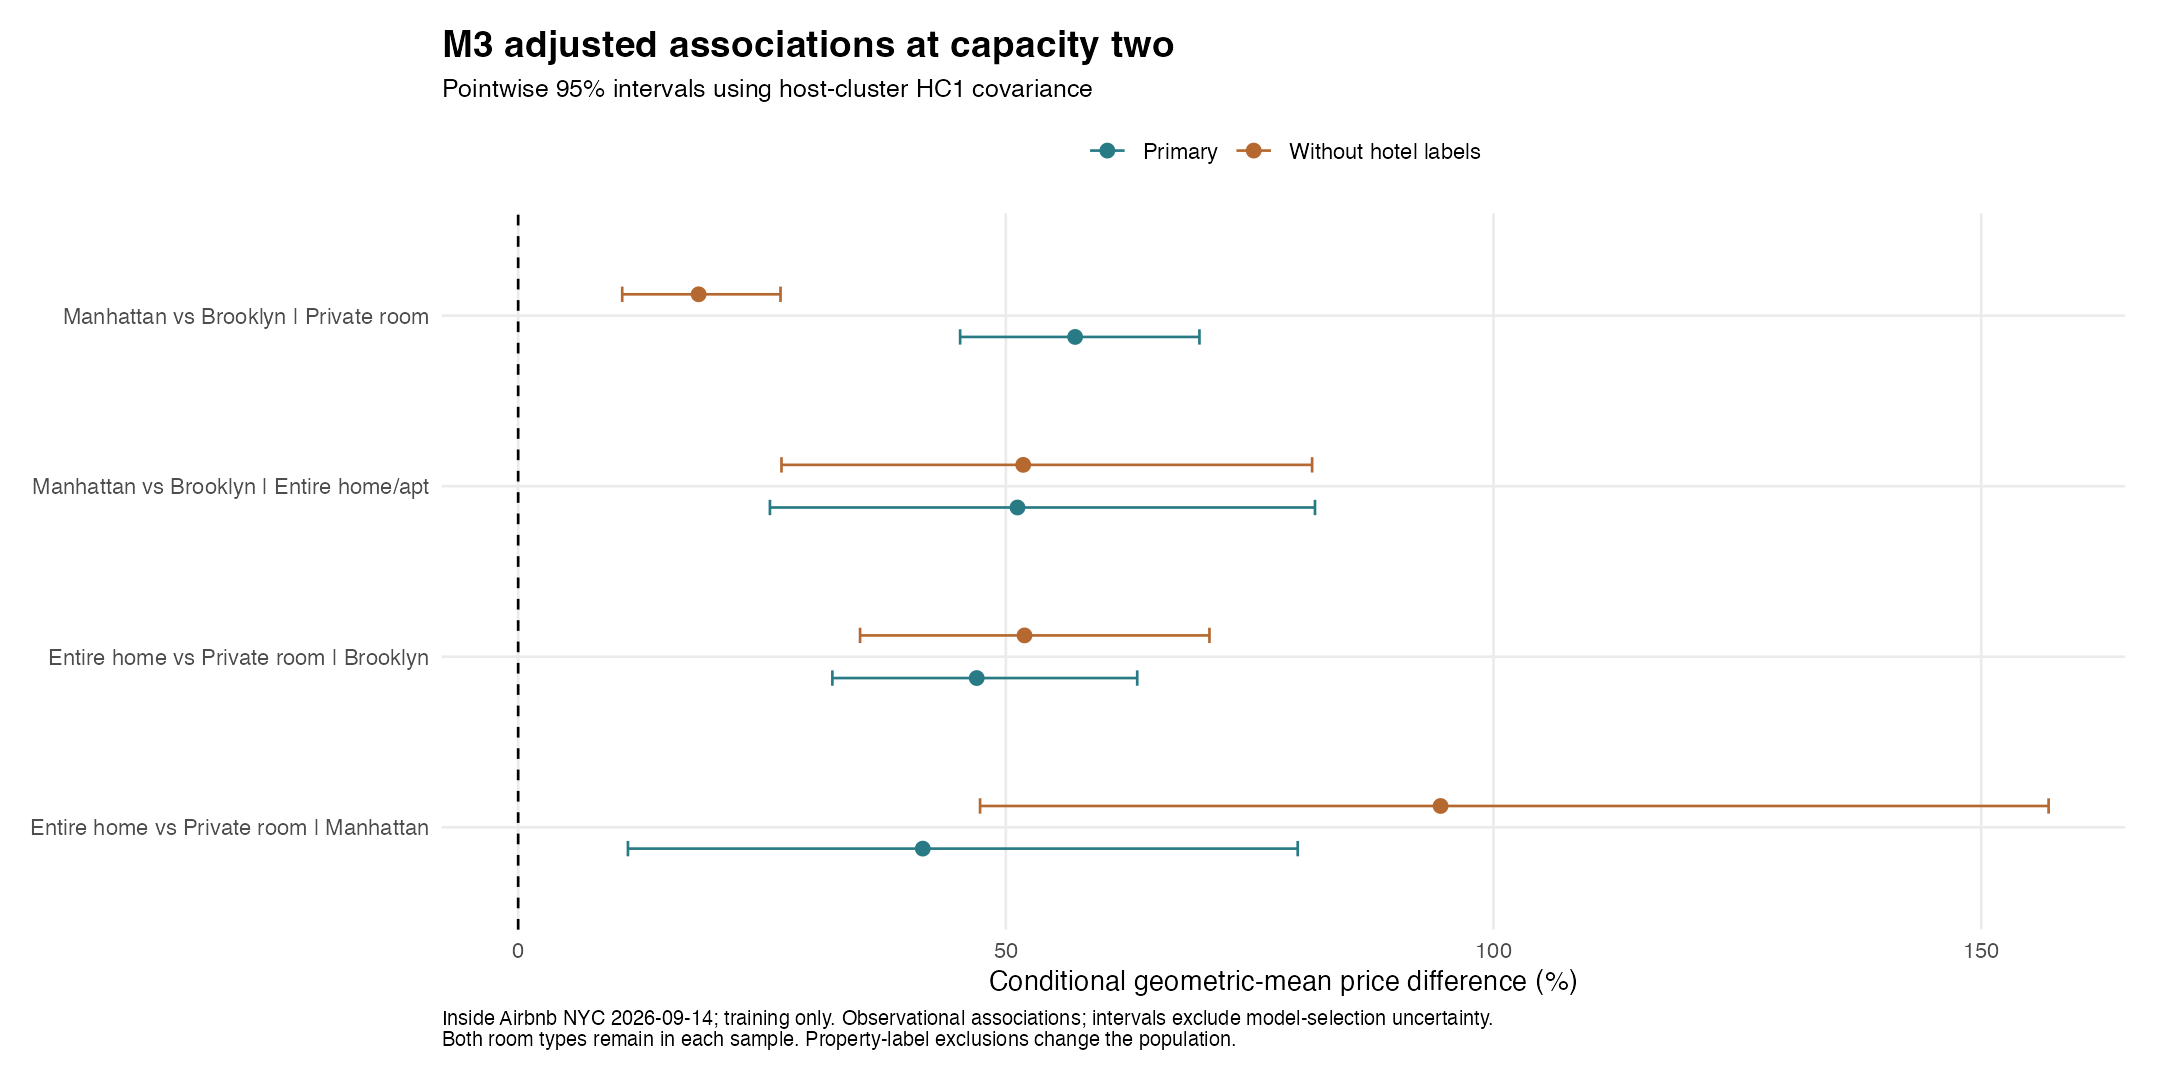 M3 adjusted associations at capacity two
Pointwise 95% intervals using host-cluster HC1 covariance
Primary
Without hotel labels
Manhattan vs Brooklyn | Private room
Manhattan vs Brooklyn | Entire home/apt
Entire home vs Private room | Brooklyn
Entire home vs Private room | Manhattan
0
50
100
150
Conditional geometric-mean price difference (%)
Inside Airbnb NYC 2026-09-14; training only. Observational associations; intervals exclude model-selection uncertainty.
Both room types remain in each sample. Property-label exclusions change the population.